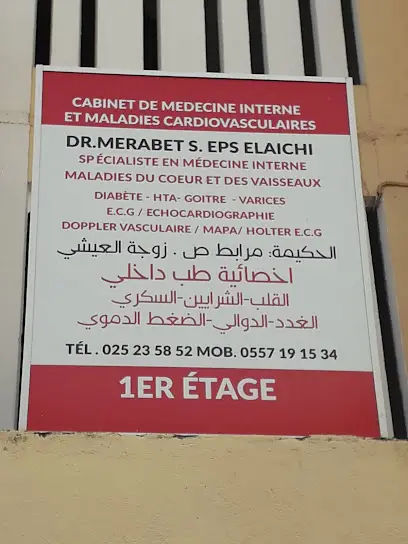 CABINET DE MEDECINE INTERNE
ET MALADIES CARDIOVASCULAIRES
DR.MERABET S. EPS ELAICHI
SPÉCIALISTE EN MÉDECINE INTERNE
MALADIES DU COEUR ET DES VAISSEAUX
DIABÈTE - HTA- GOITRE - VARICES
E.C.G / ECHOCARDIOGRAPHIE
DOPPLER VASCULAIRE / MAPA/ HOLTER E.C.G
الحكيمة: مرابط ص . زوجة العيشي
اخصائية طب داخلي
القلب-الشرايين-السكري
الغدد-الدوالي-الضغط الدموي
TÉL . 025 23 58 52 MOB. 0557 19 15 34
1ER ÉTAGE